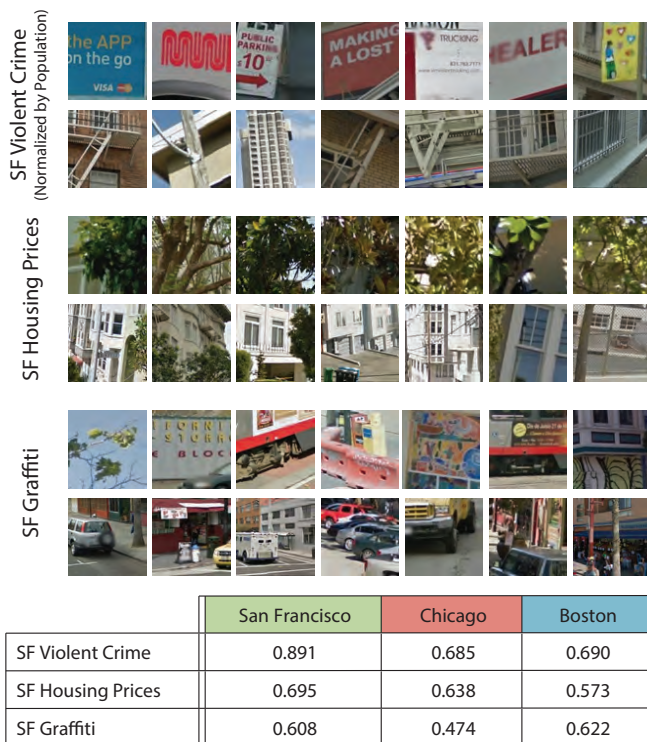 SF Violent Crime
(Normalized by Population)
the APP
on the go
VISA
MUNI
PUBLIC
PARKING
$10
MAKING
A LOST
TRUCKING
HEALER
SF Housing Prices
SF Graffiti
FORNI
STORA
E BLOC
San Francisco Chicago Boston
SF Violent Crime 0.891 0.685 0.690
SF Housing Prices 0.695 0.638 0.573
SF Graffiti 0.608 0.474 0.622